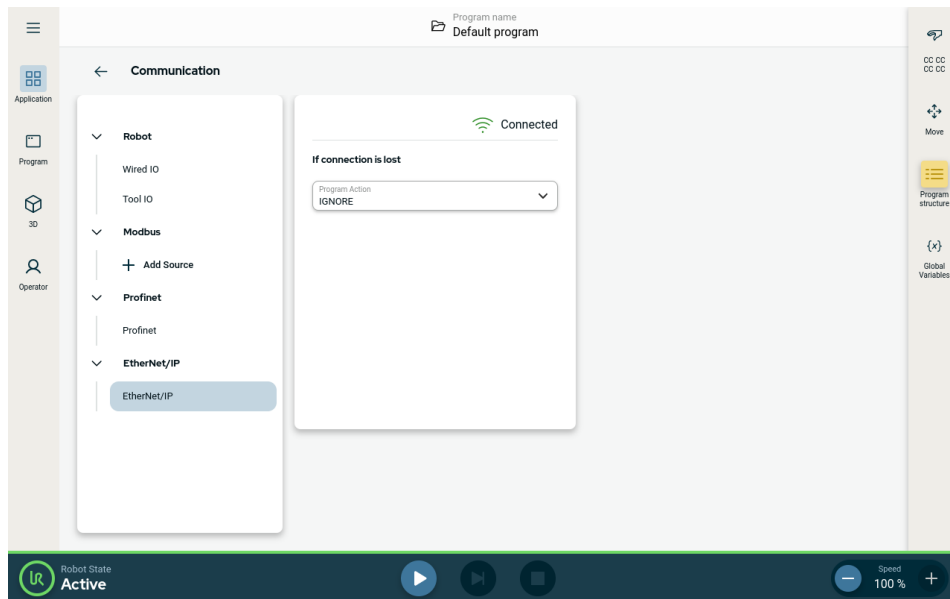 Program name
Default program
Application
Program
3D
Operator
Communication
Robot
Wired IO
Tool IO
Modbus
Add Source
Profinet
Profinet
EtherNet/IP
EtherNet/IP
Connected
If connection is lost
Program Action
IGNORE
CC CC
CC CC
Move
Program
structure
{x}
Global
Variables
Robot State
Active
Speed
100 %